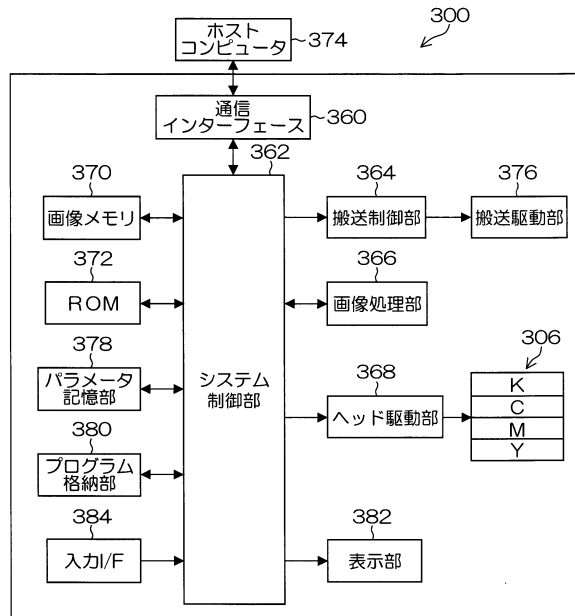 300
ホスト
コンピュータ
374
通信
インターフェース
360
362
370
画像メモリ
364
搬送制御部
376
搬送駆動部
372
ROM
366
画像処理部
378
パラメータ
記憶部
システム
制御部
368
ヘッド駆動部
306
K
C
M
Y
380
プログラム
格納部
384
入力I/F
382
表示部